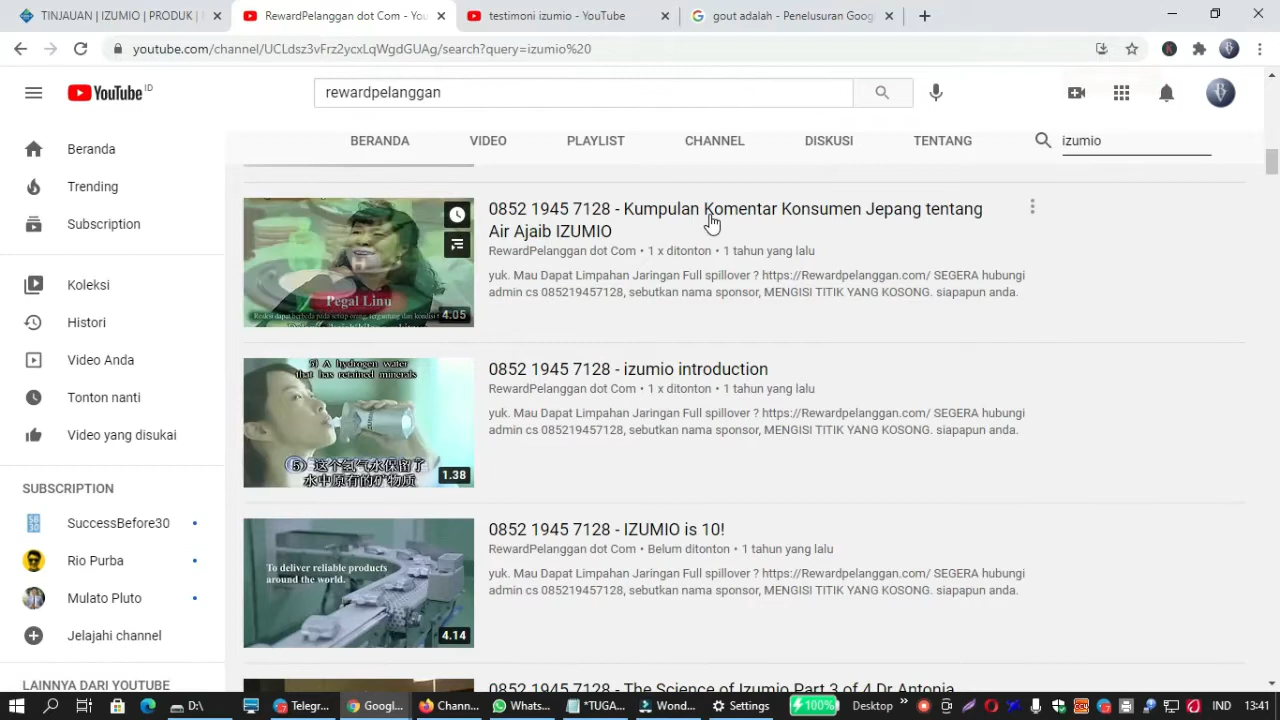 TINJAUAN | IZUMIO | PRODUK |
RewardPelanggan dot Com - You
testimoni izumio - YouTube
gout adalah - Penelusuran Goog
youtube.com/channel/UCLdsz3vFrz2ycxLqWgdGUAg/search?query=izumio%20
YouTube ID
rewardpelanggan
BERANDA VIDEO PLAYLIST CHANNEL DISKUSI TENTANG izumio
Beranda
Trending
Subscription
Koleksi
Histori
Video Anda
Tonton nanti
Video yang disukai
SUBSCRIPTION
SuccessBefore30
Rio Purba
Mulato Pluto
Jelajahi channel
LAINNYA DARI YOUTUBE
Pegal Linu
4:05
0852 1945 7128 - Kumpulan Komentar Konsumen Jepang tentang
Air Ajaib IZUMIO
RewardPelanggan dot Com • 1 x ditonton • 1 tahun yang lalu
yuk. Mau Dapat Limpahan Jaringan Full spillover ? https://Rewardpelanggan.com/ SEGERA hubungi
admin cs 085219457128, sebutkan nama sponsor, MENGISI TITIK YANG KOSONG. siapapun anda.
5) A hydrogen water
that has retained minerals
5) 这个氢气水保留了
水中原有的矿物质
1.38
0852 1945 7128 - izumio introduction
RewardPelanggan dot Com • 1 x ditonton • 1 tahun yang lalu
yuk. Mau Dapat Limpahan Jaringan Full spillover ? https://Rewardpelanggan.com/ SEGERA hubungi
admin cs 085219457128, sebutkan nama sponsor, MENGISI TITIK YANG KOSONG. siapapun anda.
To deliver reliable products
around the world.
4.14
0852 1945 7128 - IZUMIO is 10!
RewardPelanggan dot Com • Belum ditonton • 1 tahun yang lalu
yuk. Mau Dapat Limpahan Jaringan Full spillover ? https://Rewardpelanggan.com/ SEGERA hubungi
admin cs 085219457128, sebutkan nama sponsor, MENGISI TITIK YANG KOSONG. siapapun anda.
0852 1945 7128 - The Science of Izumio Part 3 of 4 Dr Antonia
D:\ Telegr... Googl... Chann... Whats... *TUGA... Wond... Settings 100% Desktop » IND 13:41